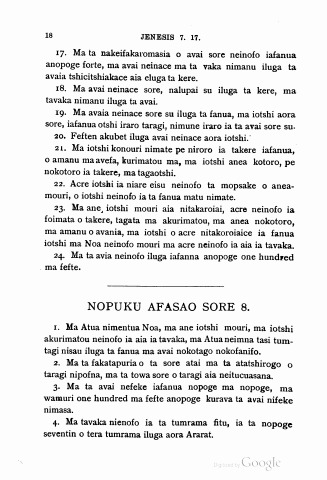 18 JENESIS 7. 17.
17. Ma ta nakeifakaromasia o avai sore neinofo iafanua
anopoge forte, ma avai neinace ma ta vaka nimanu iluga ta
avaia tshicitshiakace aia eluga ta kere.
18. Ma avai neinace sore, nalupai su iluga ta kere, ma
tavaka nimanu iluga ta avai.
19. Ma avaia neinace sore su iluga ta fanua, ma iotshi aora
sore, iafanua otshi iraro taragi, nimune iraro ia ta avai sore su.
20. Feften akubet iluga avai neinace aora iotshi.
21. Ma iotshi konouri nimate pe niroro ia takere iafanua,
o amanu ma avefa, kurimatou ma, ma iotshi anea kotoro, pe
nokotoro ia takere, ma tagaotshi.
22. Acre iotshi ia niare eisu neinofo ta mopsake o anea-
mouri, o iotshi neinofo ia ta fanua matu nimate.
23. Ma ane iotshi mouri aia nitakaroiai, acre neinofo ia
foimata o takere, tagata ma akurimatou, ma anea nokotoro,
ma amanu o avania, ma iotshi o acre nitakoroiaice ia fanua
iotshi ma Noa neinofo mouri ma acre neinofo ia aia ia tavaka.
24. Ma ta avia neinofo iluga iafanna anopoge one hundred
ma fefte.
NOPUKU AFASAO SORE 8.
1. Ma Atua nimentua Noa, ma ane iotshi mouri, ma iotshi
akurimatou neinofo ia aia ia tavaka, ma Atua neimna tasi tum-
tagi nisau iluga ta fanua ma avai nokotago nokofanifo.
2. Ma ta fakatapuria o ta sore atai ma ta atatshirogo o
taragi nipofna, ma ta towa sore o taragi aia neitucuasana.
3. Ma ta avai nefeke iafanua nopoge ma nopoge, ma
wamuri one hundred ma fefte anopoge kurava ta avai nifeke
nimasa.
4. Ma tavaka nienofo ia ta tumrama fitu, ia ta nopoge
seventin o tera tumrama iluga aora Ararat.
Digitized by Google